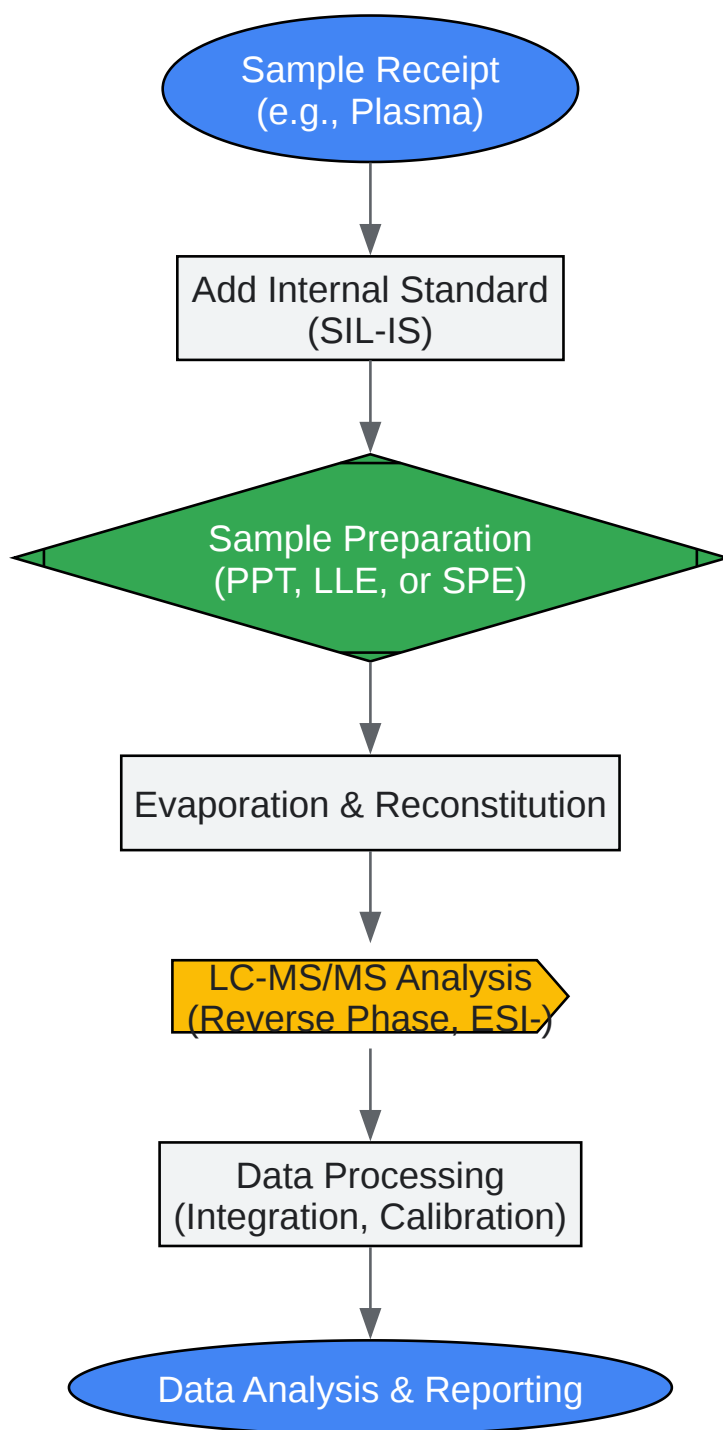 Sample Receipt
(e.g., Plasma)
Add Internal Standard
(SIL-IS)
Sample Preparation
(PPT, LLE, or SPE)
Evaporation & Reconstitution
LC-MS/MS Analysis
(Reverse Phase, ESI-)
Data Processing
(Integration, Calibration)
Data Analysis & Reporting